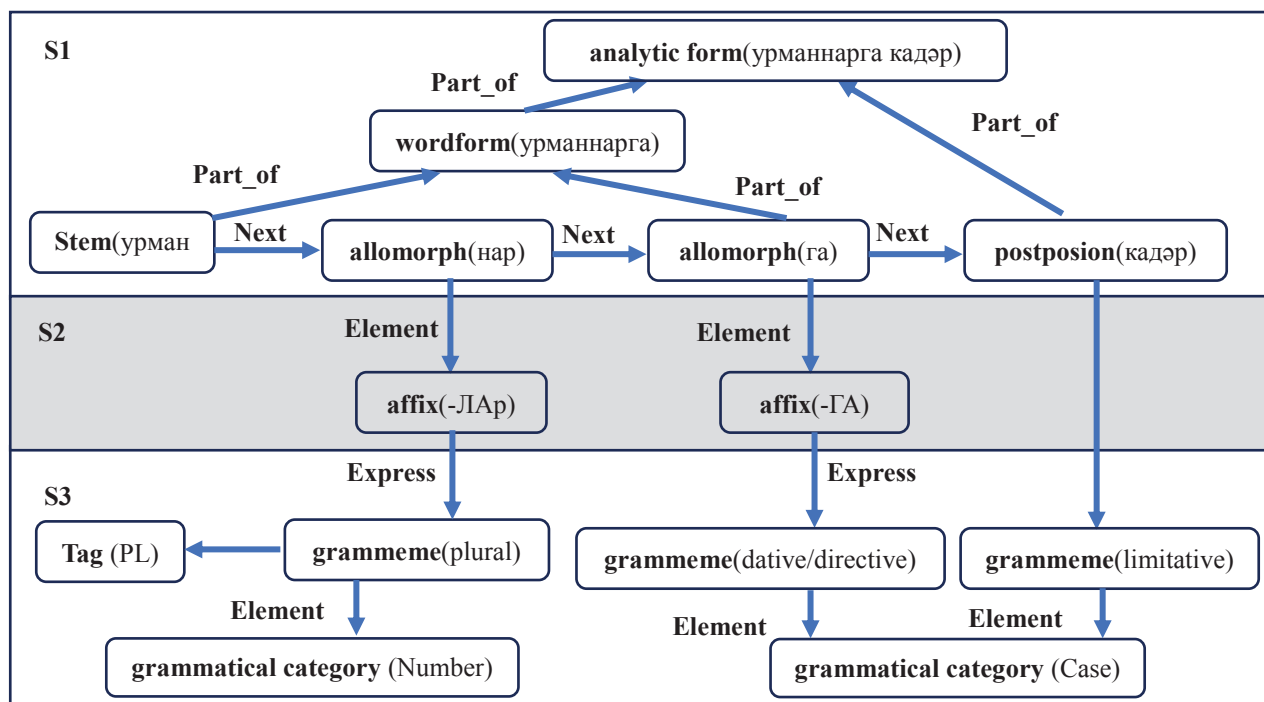 S1
analytic form(урманнарга кадәр)
Part_of
wordform(урманнарга)
Part_of
Part_of
Part_of
Stem(урман
Next
allomorph(нар)
Next
allomorph(га)
Next
postposion(кадәр)
S2
Element
Element
affix(-ЛАр)
affix(-ГА)
Express
Express
S3
Tag (PL)
grammeme(plural)
grammeme(dative/directive)
grammeme(limitative)
Element
Element
Element
grammatical category (Number)
grammatical category (Case)